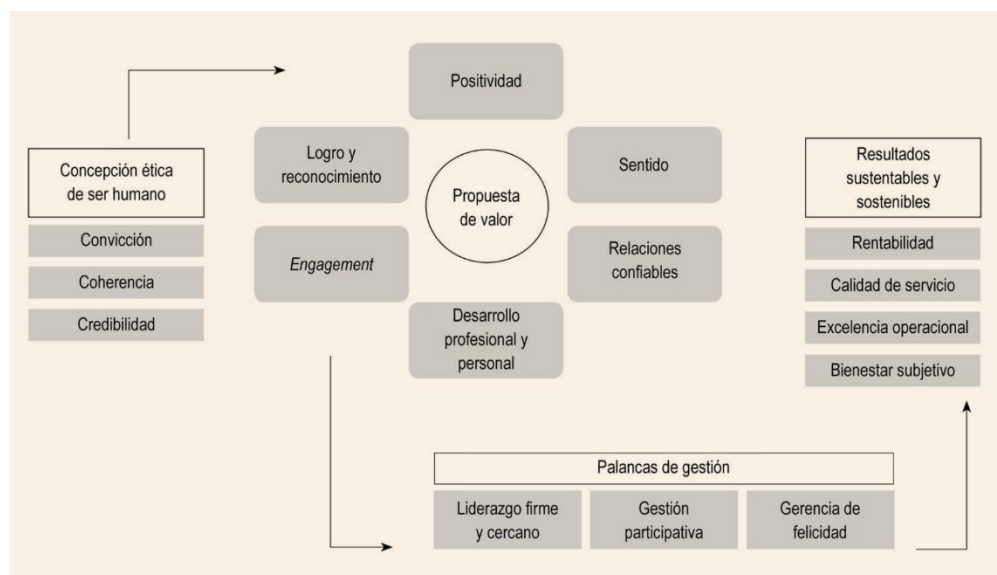 Concepción ética
de ser humano
Convicción
Coherencia
Credibilidad
Positividad
Logro y
reconocimiento
Sentido
Propuesta
de valor
Engagement
Relaciones
confiables
Desarrollo
profesional y
personal
Palancas de gestión
Liderazgo firme
y cercano
Gestión
participativa
Gerencia de
felicidad
Resultados
sustentables y
sostenibles
Rentabilidad
Calidad de servicio
Excelencia operacional
Bienestar subjetivo